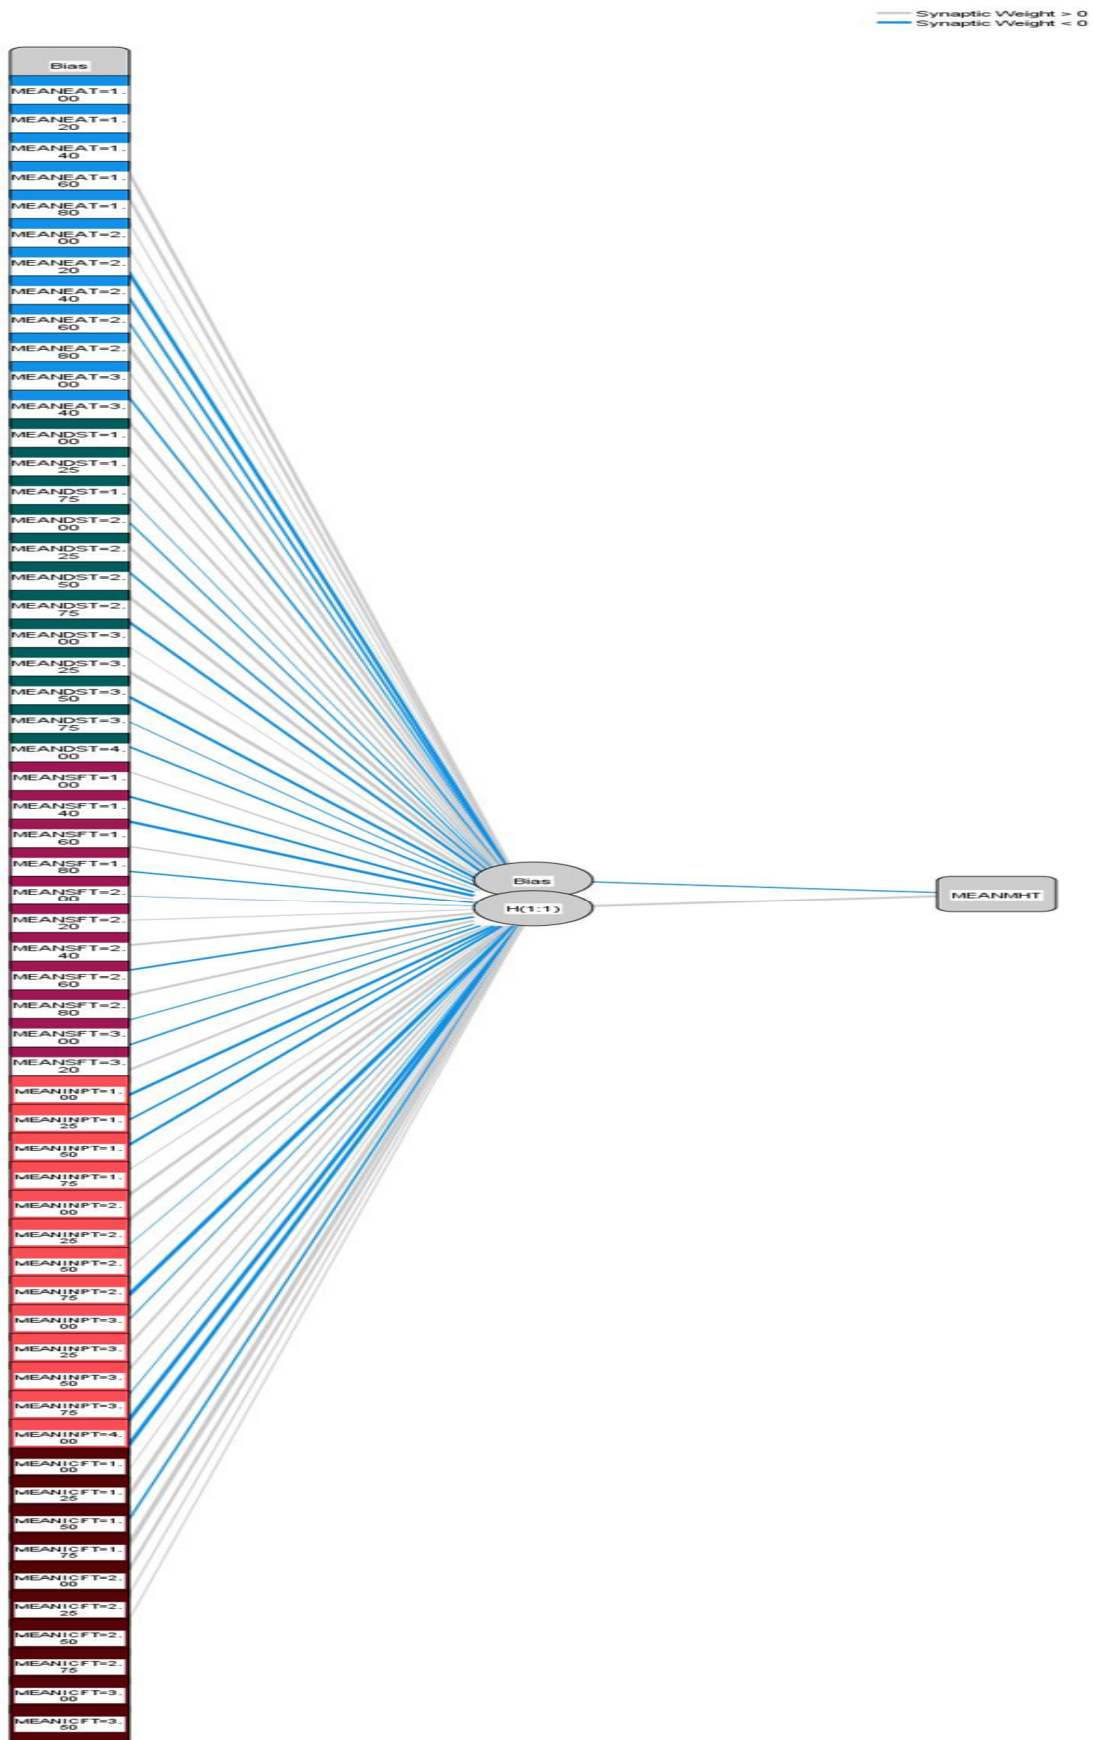 Synaptic Weight > 0
Synaptic Weight < 0
Bias
MEANEAT=1.
00
MEANEAT=1.
20
MEANEAT=1.
40
MEANEAT=1.
60
MEANEAT=1.
80
MEANEAT=2.
00
MEANEAT=2.
20
MEANEAT=2.
40
MEANEAT=2.
60
MEANEAT=2.
80
MEANEAT=3.
00
MEANEAT=3.
40
MEANDST=1.
00
MEANDST=1.
25
MEANDST=1.
75
MEANDST=2.
00
MEANDST=2.
25
MEANDST=2.
50
MEANDST=2.
75
MEANDST=3.
00
MEANDST=3.
25
MEANDST=3.
50
MEANDST=3.
75
MEANDST=4.
00
MEANSFT=1.
00
MEANSFT=1.
40
MEANSFT=1.
60
MEANSFT=1.
80
MEANSFT=2.
00
MEANSFT=2.
20
MEANSFT=2.
40
MEANSFT=2.
60
MEANSFT=2.
80
MEANSFT=3.
00
MEANSFT=3.
20
MEANINPT=1.
00
MEANINPT=1.
25
MEANINPT=1.
50
MEANINPT=1.
75
MEANINPT=2.
00
MEANINPT=2.
25
MEANINPT=2.
50
MEANINPT=2.
75
MEANINPT=3.
00
MEANINPT=3.
25
MEANINPT=3.
50
MEANINPT=3.
75
MEANINPT=4.
00
MEANICFT=1.
00
MEANICFT=1.
25
MEANICFT=1.
50
MEANICFT=1.
75
MEANICFT=2.
00
MEANICFT=2.
25
MEANICFT=2.
50
MEANICFT=2.
75
MEANICFT=3.
00
MEANICFT=3.
50
Bias
H(1:1)
MEANMHT